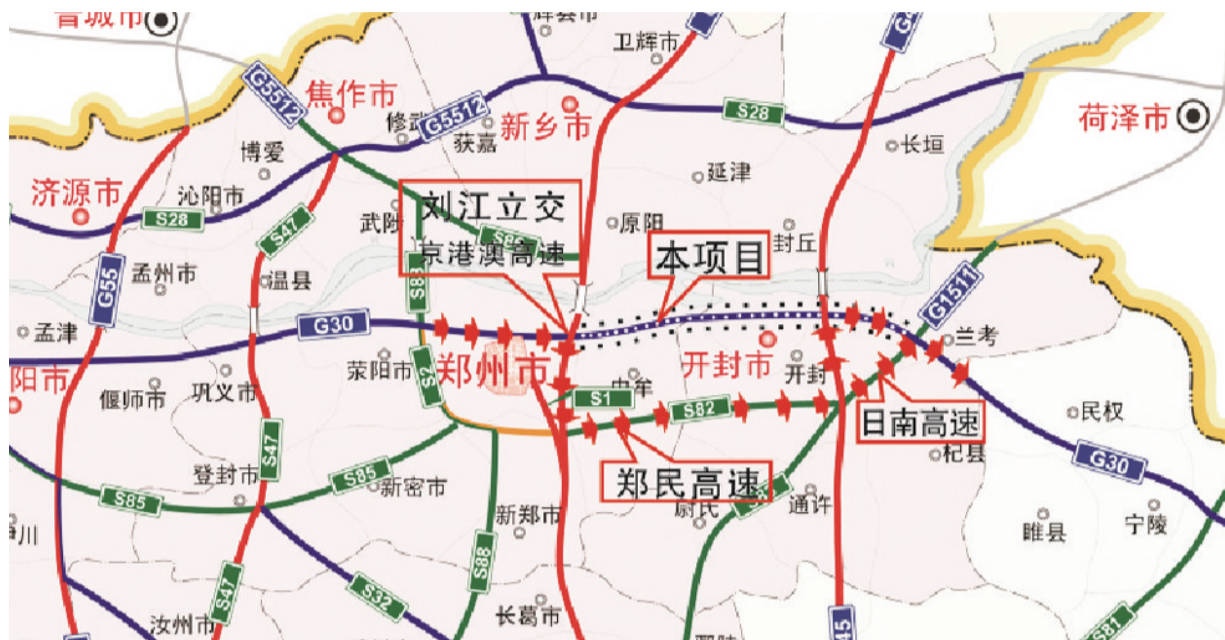 晋城市
辉县市
卫辉市
G5512
焦作市
修武
G5512
获嘉
新乡市
S28
菏泽市
长垣
博爱
延津
济源市
沁阳市
S28
S47
武陟
刘江立交
京港澳高速
原阳
本项目
封丘
孟州市
G55
温县
G1511
孟津
G30
兰考
荥阳市
郑州市
中牟
开封市
开封
阳市
偃师市
巩义市
S1
S82
日南高速
民权
杞县
G30
S47
登封市
S85
S85
新密市
郑民高速
尉氏
通许
新郑市
睢县
宁陵
S88
S47
S32
长葛市
汝州市
45
S81